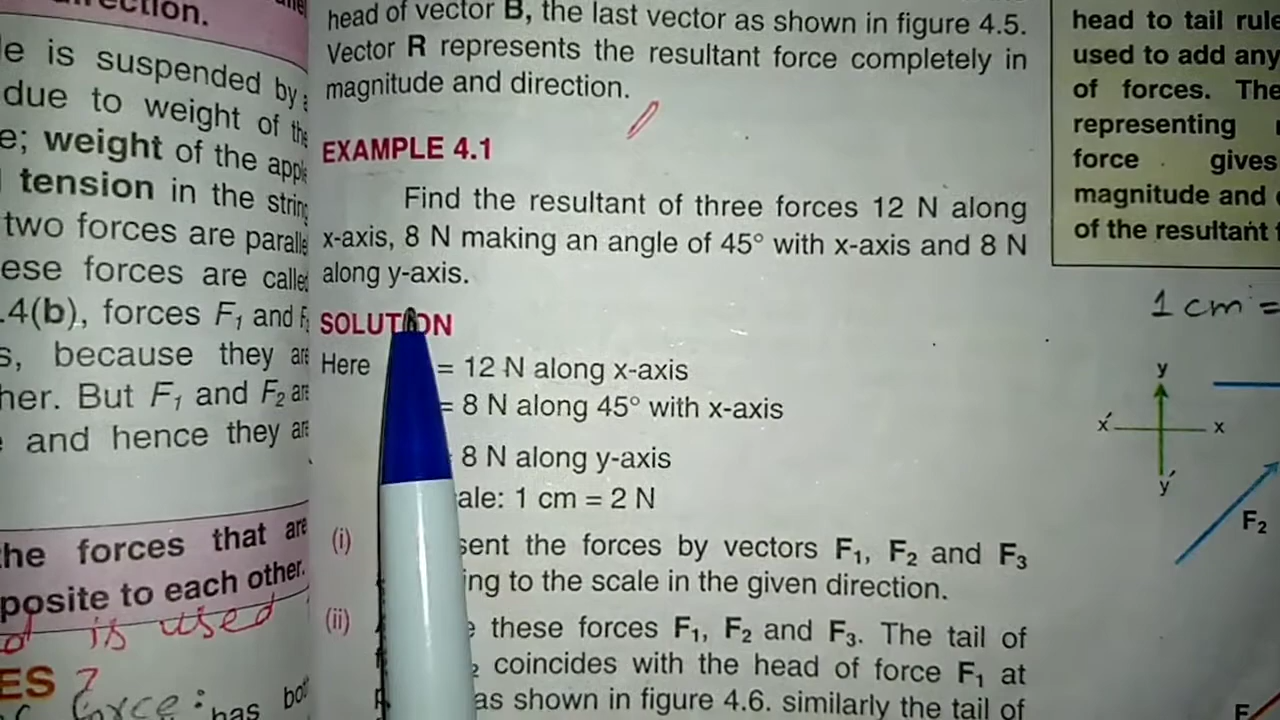 ection.
e is suspended by a
due to weight of the
e; weight of the apple
tension in the string
two forces are paralle
ese forces are called
.4(b), forces F1 and F
s, because they are
her. But F1 and F2 are
and hence they are
the forces that are
posite to each other.
is used
ES ?
Force: has both
head of vector B, the last vector as shown in figure 4.5.
Vector R represents the resultant force completely in
magnitude and direction.
EXAMPLE 4.1
Find the resultant of three forces 12 N along
x-axis, 8 N making an angle of 45° with x-axis and 8 N
along y-axis.
SOLUTION
Here = 12 N along x-axis
= 8 N along 45° with x-axis
8 N along y-axis
ale: 1 cm = 2 N
(i) sent the forces by vectors F1, F2 and F3
ing to the scale in the given direction.
(ii) these forces F1, F2 and F3. The tail of
2 coincides with the head of force F1 at
as shown in figure 4.6. similarly the tail of
head to tail rule
used to add any
of forces. The
representing
force gives
magnitude and
of the resultant f
1 cm =
y
x́ x
ý
F2
F